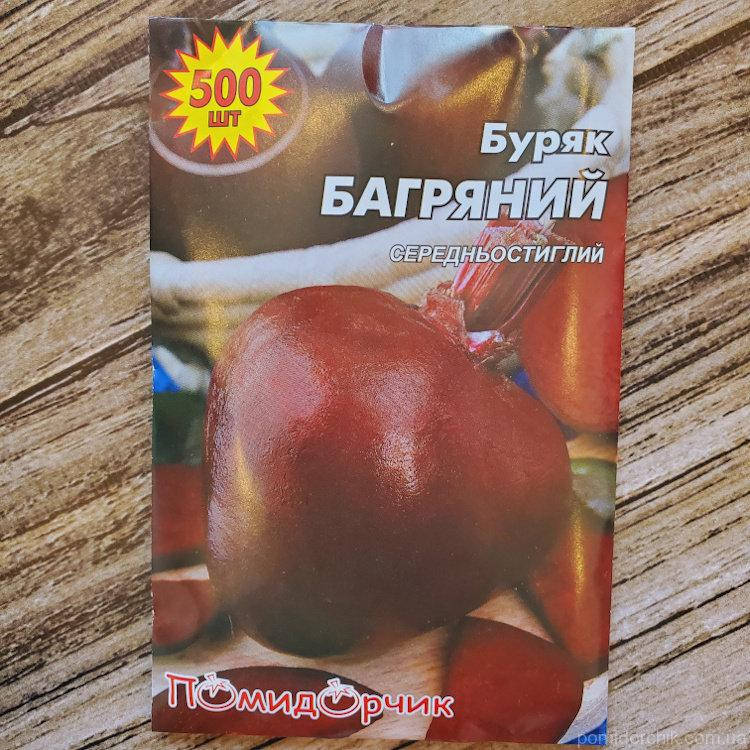 500
ШТ
Буряк
БАГРЯНИЙ
СЕРЕДНЬОСТИГЛИЙ
ПОМИДОРЧИК
pomidorchik.com.ua